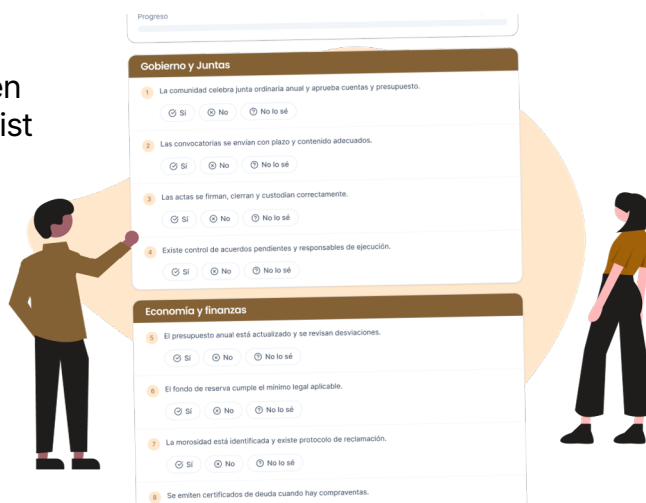 en
ist
Progreso
Gobierno y Juntas
1 La comunidad celebra junta ordinaria anual y aprueba cuentas y presupuesto.
Sí No No lo sé
2 Las convocatorias se envían con plazo y contenido adecuados.
Sí No No lo sé
3 Las actas se firman, cierran y custodian correctamente.
Sí No No lo sé
4 Existe control de acuerdos pendientes y responsables de ejecución.
Sí No No lo sé
Economía y finanzas
5 El presupuesto anual está actualizado y se revisan desviaciones.
Sí No No lo sé
6 El fondo de reserva cumple el mínimo legal aplicable.
Sí No No lo sé
7 La morosidad está identificada y existe protocolo de reclamación.
Sí No No lo sé
8 Se emiten certificados de deuda cuando hay compraventas.